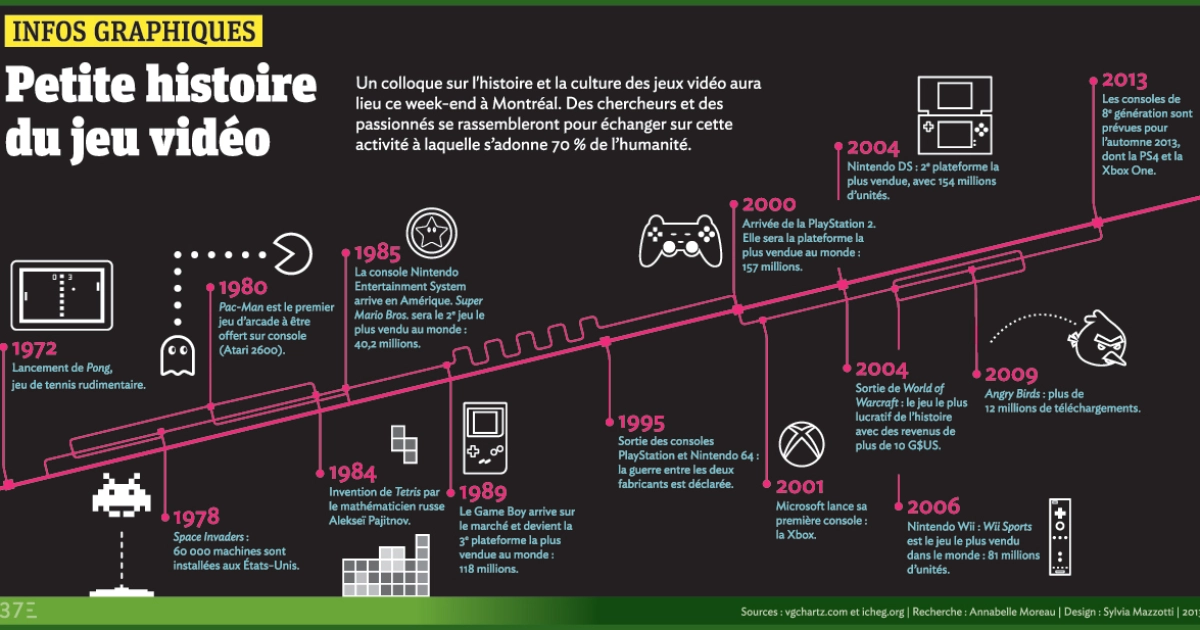 INFOS GRAPHIQUES
Petite histoire
du jeu vidéo
Un colloque sur l'histoire et la culture des jeux vidéo aura
lieu ce week-end à Montréal. Des chercheurs et des
passionnés se rassembleront pour échanger sur cette
activité à laquelle s'adonne 70 % de l'humanité.
1972
Lancement de Pong,
jeu de tennis rudimentaire.
1978
Space Invaders :
60 000 machines sont
installées aux États-Unis.
1980
Pac-Man est le premier
jeu d'arcade à être
offert sur console
(Atari 2600).
1984
Invention de Tetris par
le mathématicien russe
Alekseï Pajitnov.
1985
La console Nintendo
Entertainment System
arrive en Amérique. Super
Mario Bros. sera le 2e jeu le
plus vendu au monde :
40,2 millions.
1989
Le Game Boy arrive sur
le marché et devient la
3e plateforme la plus
vendue au monde :
118 millions.
1995
Sortie des consoles
PlayStation et Nintendo 64 :
la guerre entre les deux
fabricants est déclarée.
2000
Arrivée de la PlayStation 2.
Elle sera la plateforme la
plus vendue au monde :
157 millions.
2001
Microsoft lance sa
première console :
la Xbox.
2004
Nintendo DS : 2e plateforme la
plus vendue, avec 154 millions
d'unités.
2004
Sortie de World of
Warcraft : le jeu le plus
lucratif de l'histoire
avec des revenus de
plus de 10 G$US.
2006
Nintendo Wii : Wii Sports
est le jeu le plus vendu
dans le monde : 81 millions
d'unités.
2009
Angry Birds : plus de
12 millions de téléchargements.
2013
Les consoles de
8e génération sont
prévues pour
l'automne 2013,
dont la PS4 et la
Xbox One.
37E
Sources : vgchartz.com et icheg.org | Recherche : Annabelle Moreau | Design : Sylvia Mazzotti | 201